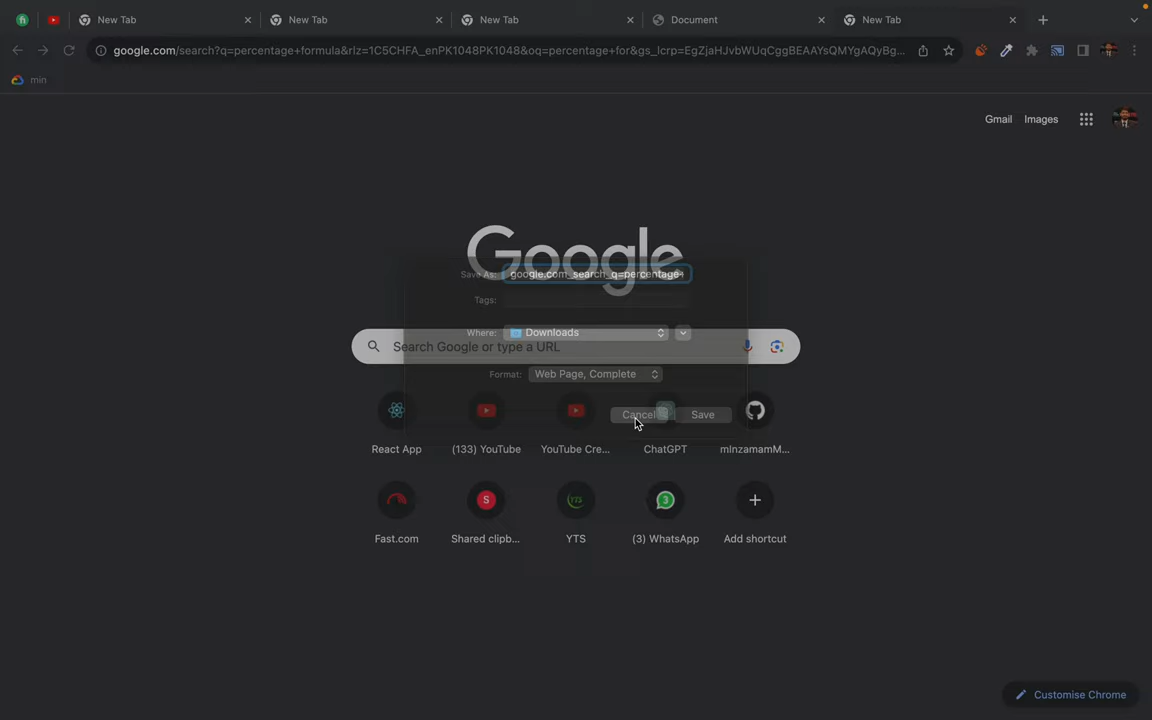 New Tab
New Tab
New Tab
Document
New Tab
google.com/search?q=percentage+formula&rlz=1C5CHFA_enPK1048PK1048&oq=percentage+for&gs_lcrp=EgZjaHJvbWUqCggBEAAYsQMYgAQyBg...
min
Gmail
Images
Google
Save As: google.com_search_q=percentage+
Tags:
Where: Downloads
Search Google or type a URL
Format: Web Page, Complete
Cancel
Save
React App
(133) YouTube
YouTube Cre...
ChatGPT
mInzamamM...
Fast.com
Shared clipb...
YTS
(3) WhatsApp
Add shortcut
Customise Chrome